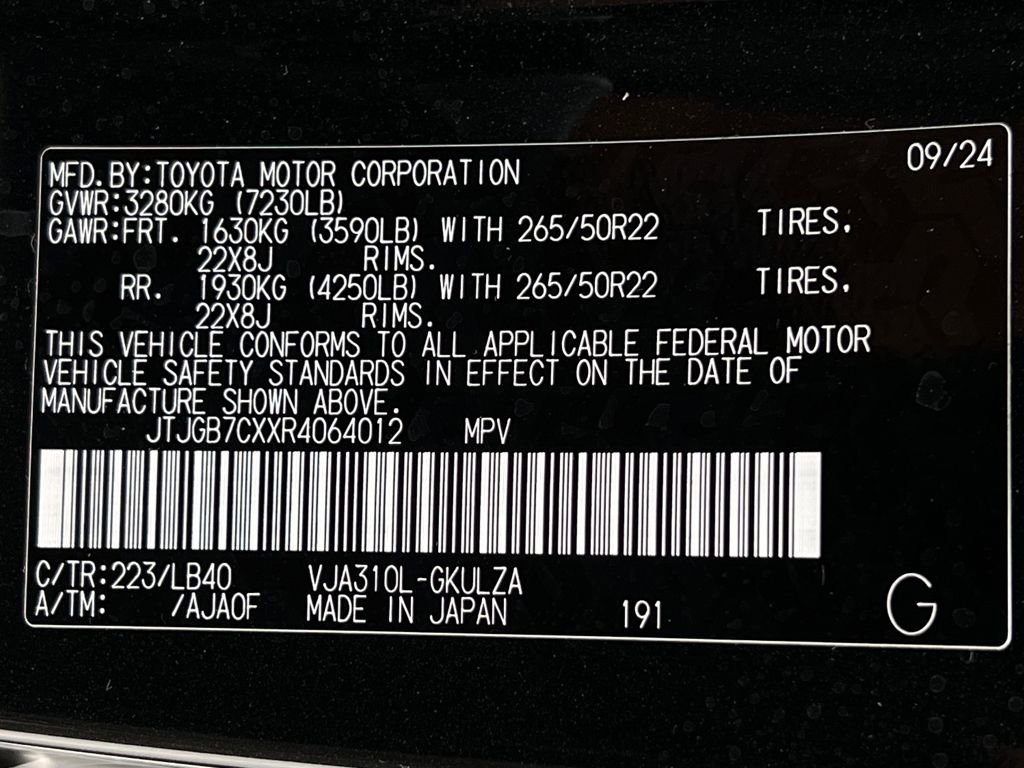 09/24
MFD.BY:TOYOTA MOTOR CORPORATION
GVWR:3280KG (7230LB)
GAWR:FRT. 1630KG (3590LB) WITH 265/50R22 TIRES.
22X8J RIMS.
RR. 1930KG (4250LB) WITH 265/50R22 TIRES.
22X8J RIMS.
THIS VEHICLE CONFORMS TO ALL APPLICABLE FEDERAL MOTOR
VEHICLE SAFETY STANDARDS IN EFFECT ON THE DATE OF
MANUFACTURE SHOWN ABOVE.
JTJGB7CXXR4064012 MPV
C/TR:223/LB40 VJA310L-GKULZA
A/TM: /AJA0F MADE IN JAPAN 191 G